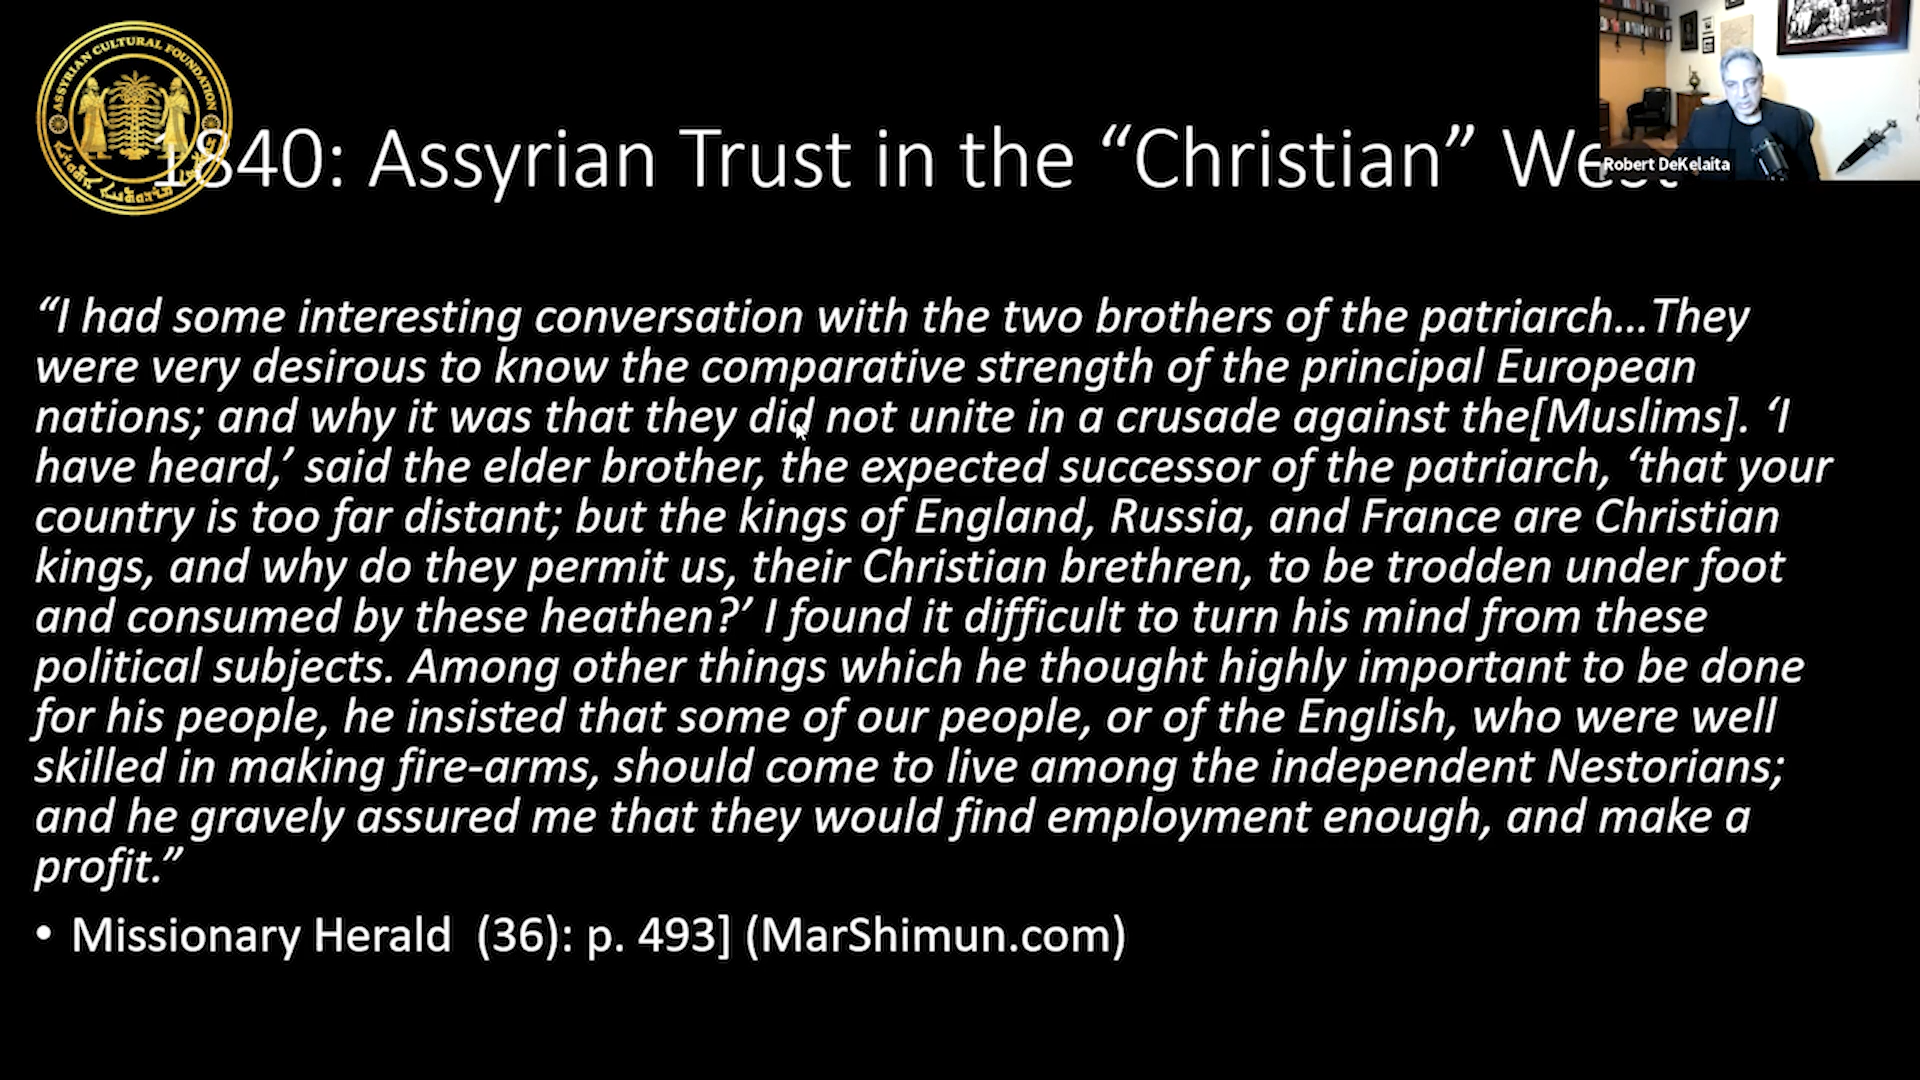 ASSYRIAN CULTURAL FOUNDATION
1840: Assyrian Trust in the “Christian” West
Robert DeKelaita
“I had some interesting conversation with the two brothers of the patriarch...They
were very desirous to know the comparative strength of the principal European
nations; and why it was that they did not unite in a crusade against the[Muslims]. ‘I
have heard,’ said the elder brother, the expected successor of the patriarch, ‘that your
country is too far distant; but the kings of England, Russia, and France are Christian
kings, and why do they permit us, their Christian brethren, to be trodden under foot
and consumed by these heathen?’ I found it difficult to turn his mind from these
political subjects. Among other things which he thought highly important to be done
for his people, he insisted that some of our people, or of the English, who were well
skilled in making fire-arms, should come to live among the independent Nestorians;
and he gravely assured me that they would find employment enough, and make a
profit.”
• Missionary Herald (36): p. 493] (MarShimun.com)